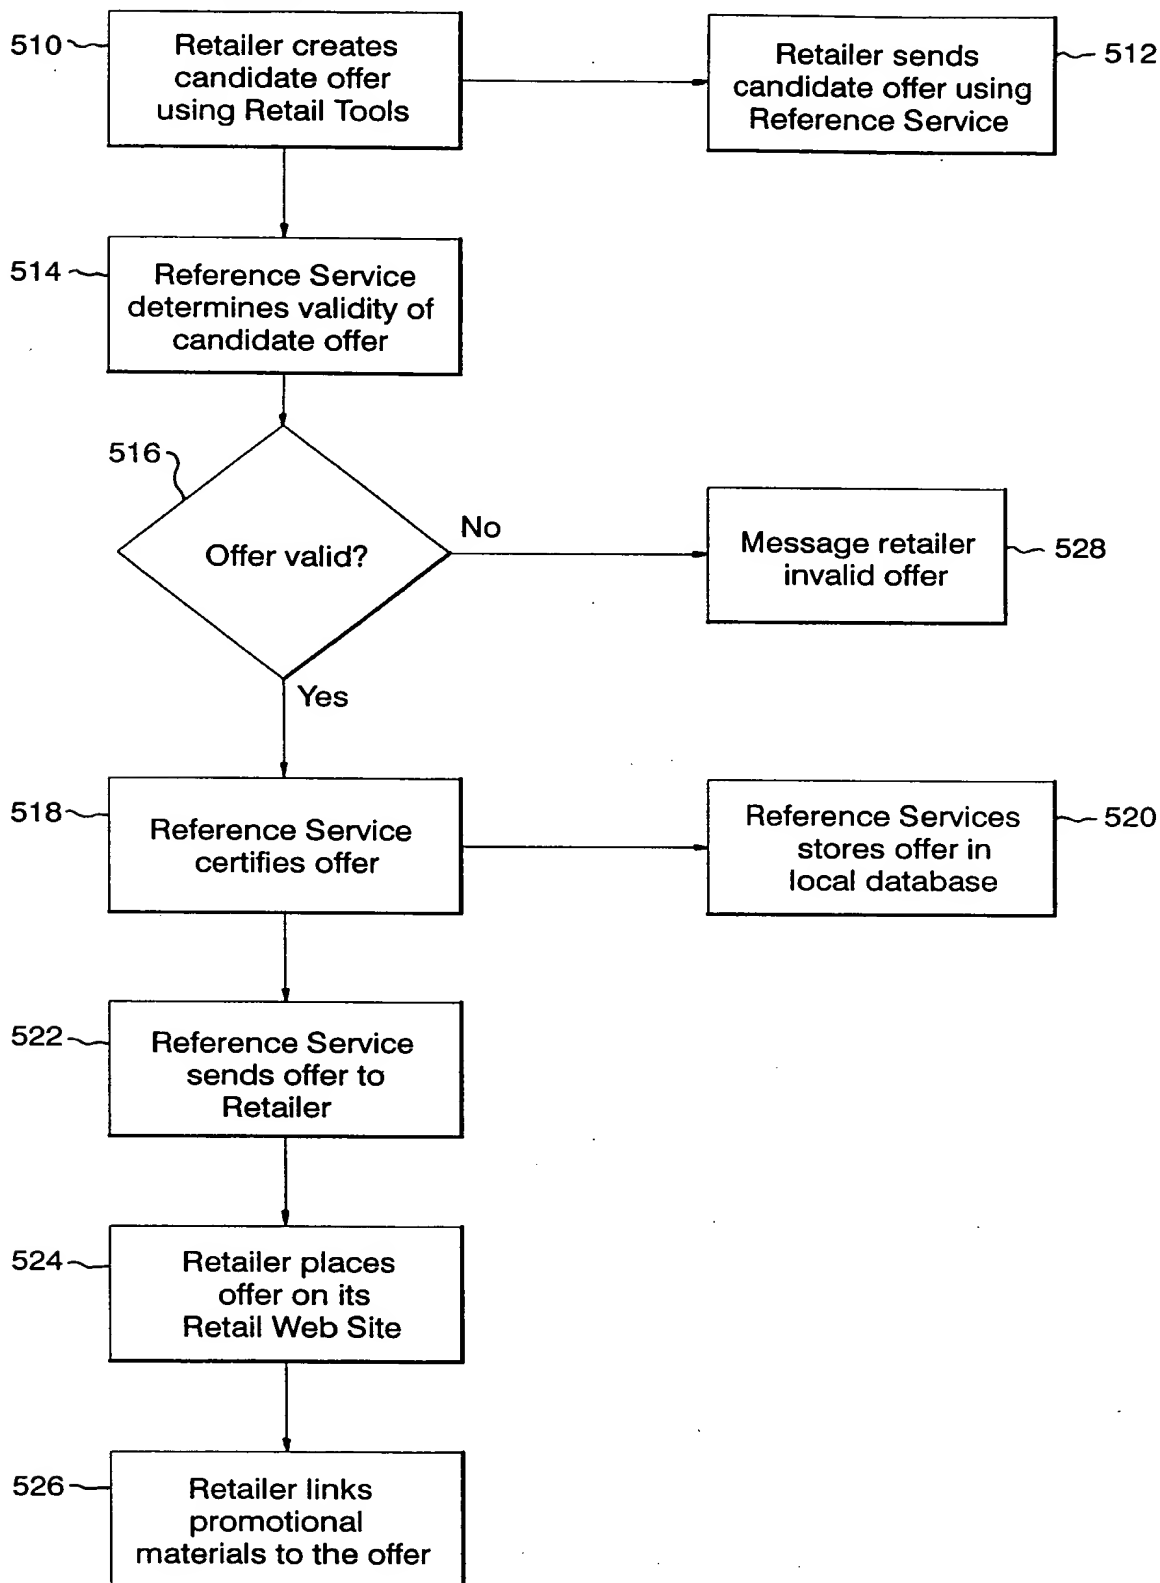 510
Retailer creates
candidate offer
using Retail Tools
Retailer sends
candidate offer using
Reference Service
512
514
Reference Service
determines validity of
candidate offer
516
Offer valid?
No
Message retailer
invalid offer
528
Yes
518
Reference Service
certifies offer
Reference Services
stores offer in
local database
520
522
Reference Service
sends offer to
Retailer
524
Retailer places
offer on its
Retail Web Site
526
Retailer links
promotional
materials to the offer